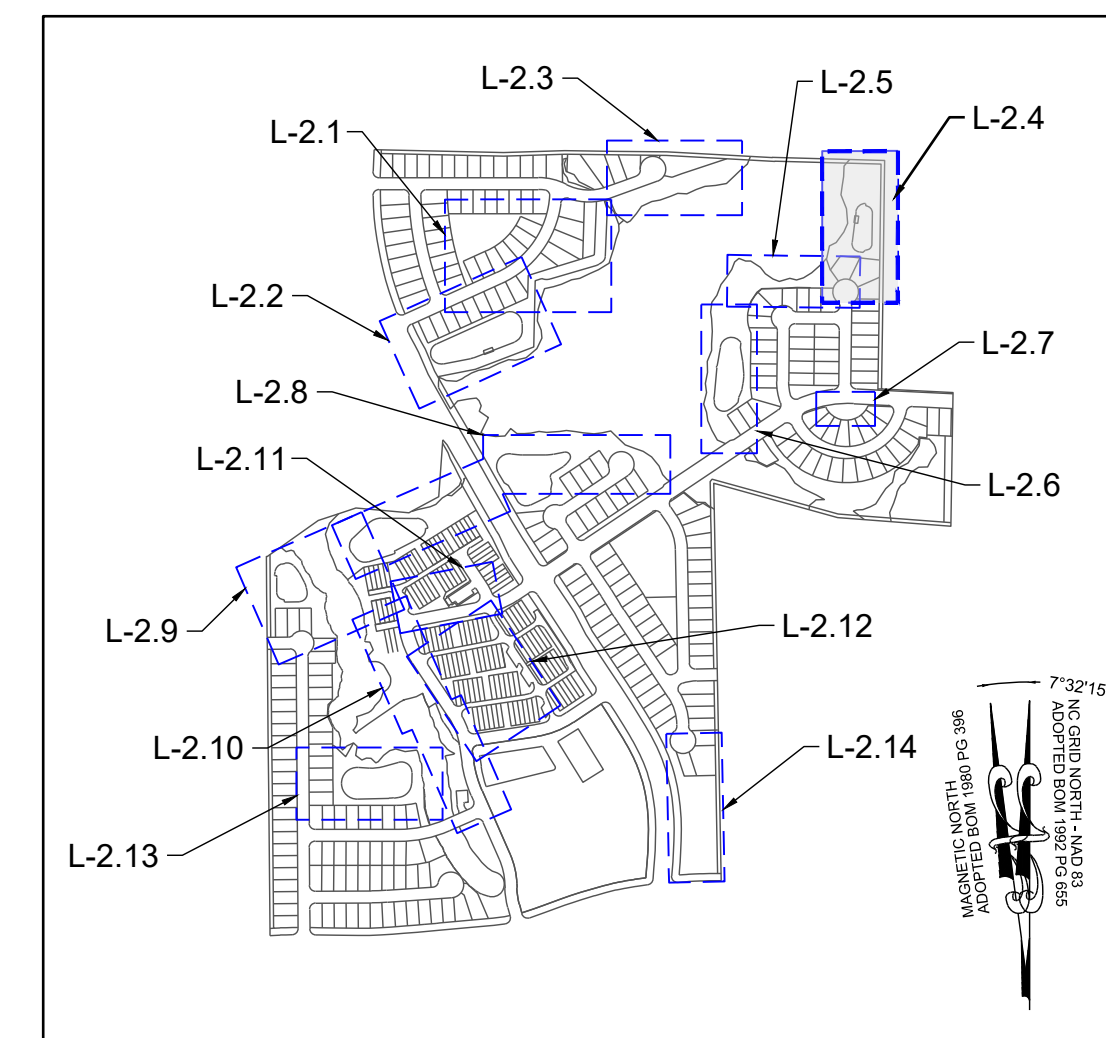 L-2.3
L-2.5
L-2.4
L-2.1
L-2.2
L-2.7
L-2.8
L-2.11
L-2.6
L-2.9
L-2.12
L-2.10
L-2.14
L-2.13
7°32'15
NC GRID NORTH - NAD 83
ADOPTED BOM 1992 PG 655
MAGNETIC NORTH
ADOPTED BOM 1980 PG 396